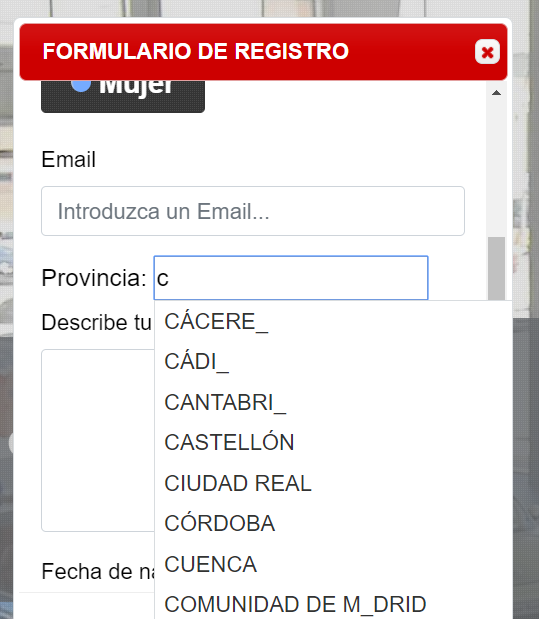 FORMULARIO DE REGISTRO
Mujer
Email
Introduzca un Email...
Provincia: c
Describe tu
CÁCERE_
CÁDI_
CANTABRI_
CASTELLÓN
CIUDAD REAL
CÓRDOBA
Fecha de na
CUENCA
COMUNIDAD DE M_DRID